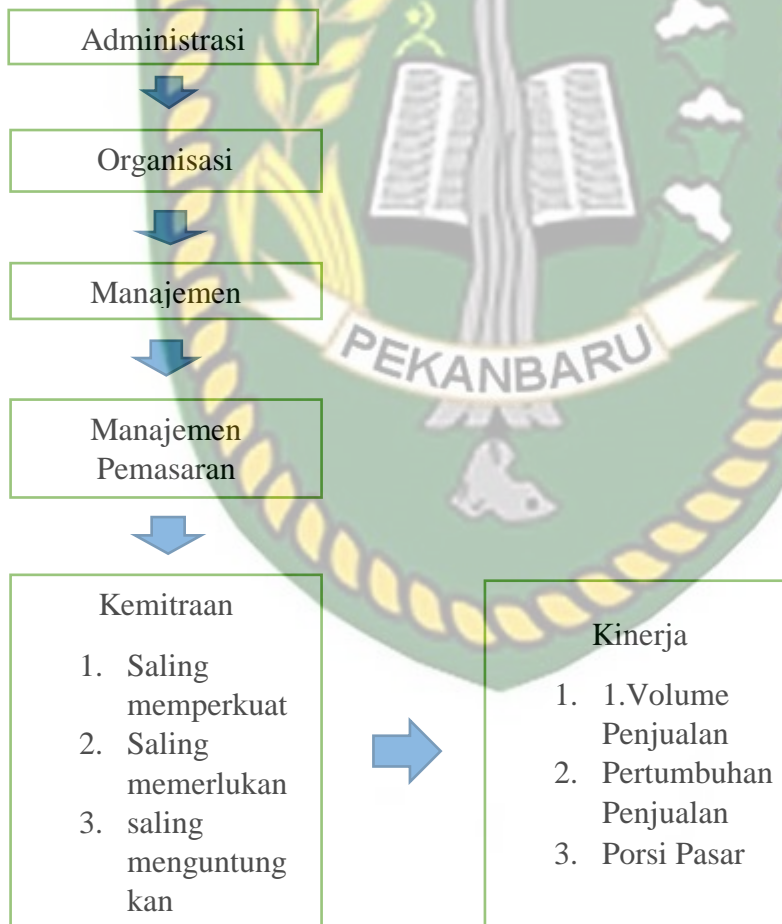 Administrasi
Organisasi
Manajemen
PEKANBARU
Manajemen
Pemasaran
Kemitraan
1. Saling
memperkuat
2. Saling
memerlukan
3. saling
menguntung
kan
Kinerja
1. 1.Volume
Penjualan
2. Pertumbuhan
Penjualan
3. Porsi Pasar